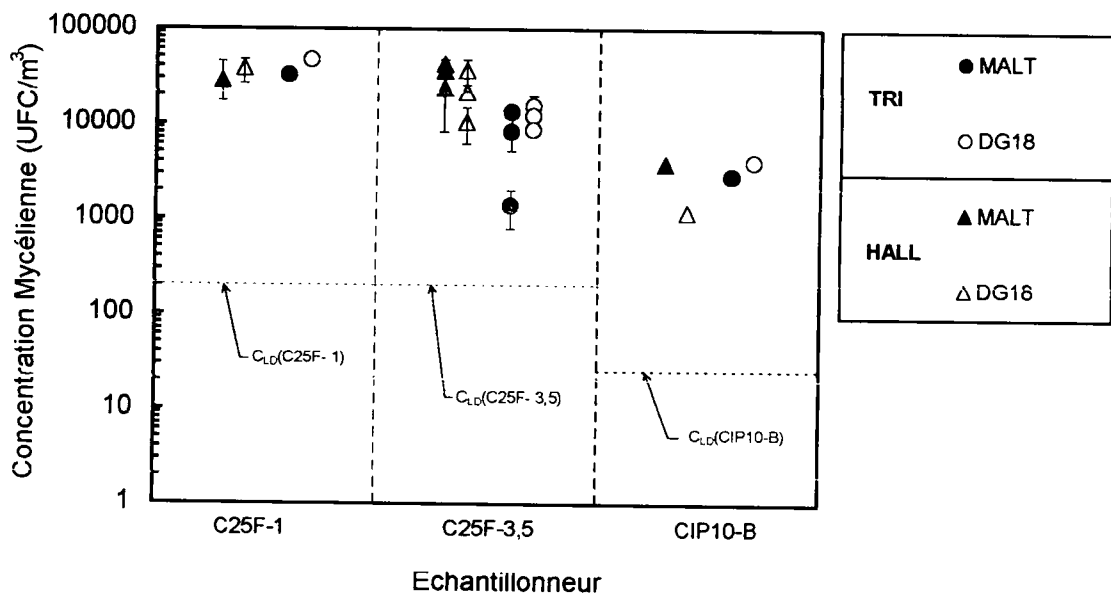 Concentration Mycélienne (UFC/m³)
100000
10000
1000
100
10
1
C_LD(C25F- 1)
C_LD(C25F- 3,5)
C_LD(CIP10-B)
C25F-1
C25F-3,5
CIP10-B
Echantillonneur
TRI
MALT
DG18
HALL
MALT
DG18